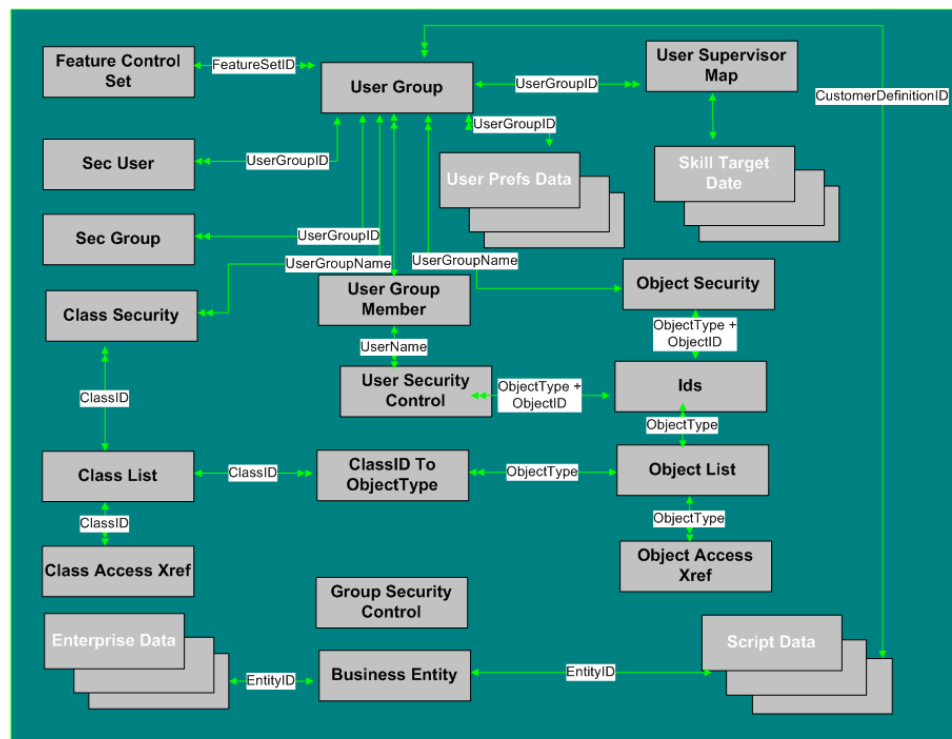 Feature Control
Set
FeatureSetID
User Group
UserGroupID
User Supervisor
Map
CustomerDefinitionID
UserGroupID
Sec User
UserGroupID
User Prefs Data
Skill Target
Date
Sec Group
UserGroupID
UserGroupName
UserGroupName
Class Security
User Group
Member
Object Security
UserName
ObjectType +
ObjectID
User Security
Control
ObjectType +
ObjectID
Ids
ClassID
ObjectType
Class List
ClassID
ClassID To
ObjectType
ObjectType
Object List
ClassID
ObjectType
Class Access Xref
Object Access
Xref
Group Security
Control
Enterprise Data
Script Data
EntityID
Business Entity
EntityID